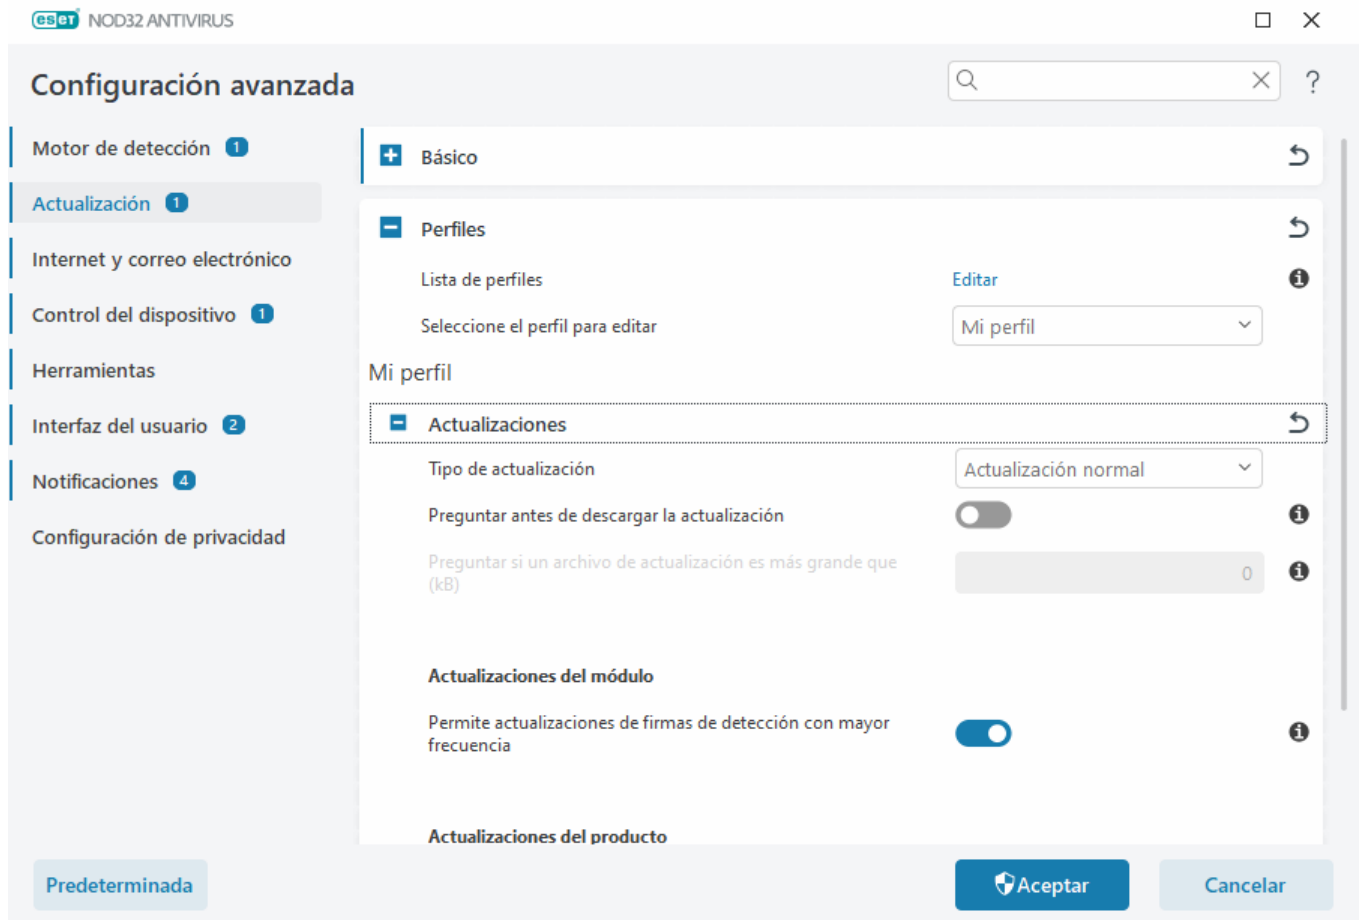 eset NOD32 ANTIVIRUS
Configuración avanzada
?
Motor de detección 1
Actualización 1
Internet y correo electrónico
Control del dispositivo 1
Herramientas
Interfaz del usuario 2
Notificaciones 4
Configuración de privacidad
Básico
Perfiles
Lista de perfiles Editar
Seleccione el perfil para editar Mi perfil
Mi perfil
Actualizaciones
Tipo de actualización Actualización normal
Preguntar antes de descargar la actualización
Preguntar si un archivo de actualización es más grande que
(kB) 0
Actualizaciones del módulo
Permite actualizaciones de firmas de detección con mayor
frecuencia
Actualizaciones del producto
Predeterminada Aceptar Cancelar